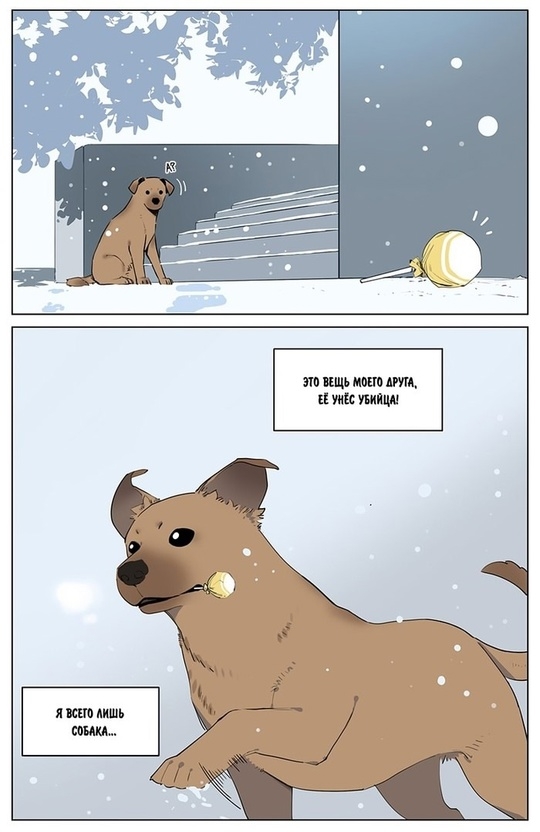 А?
ЭТО ВЕЩЬ МОЕГО ДРУГА,
ЕЁ УНЁС УБИЙЦА!
Я ВСЕГО ЛИШЬ
СОБАКА...